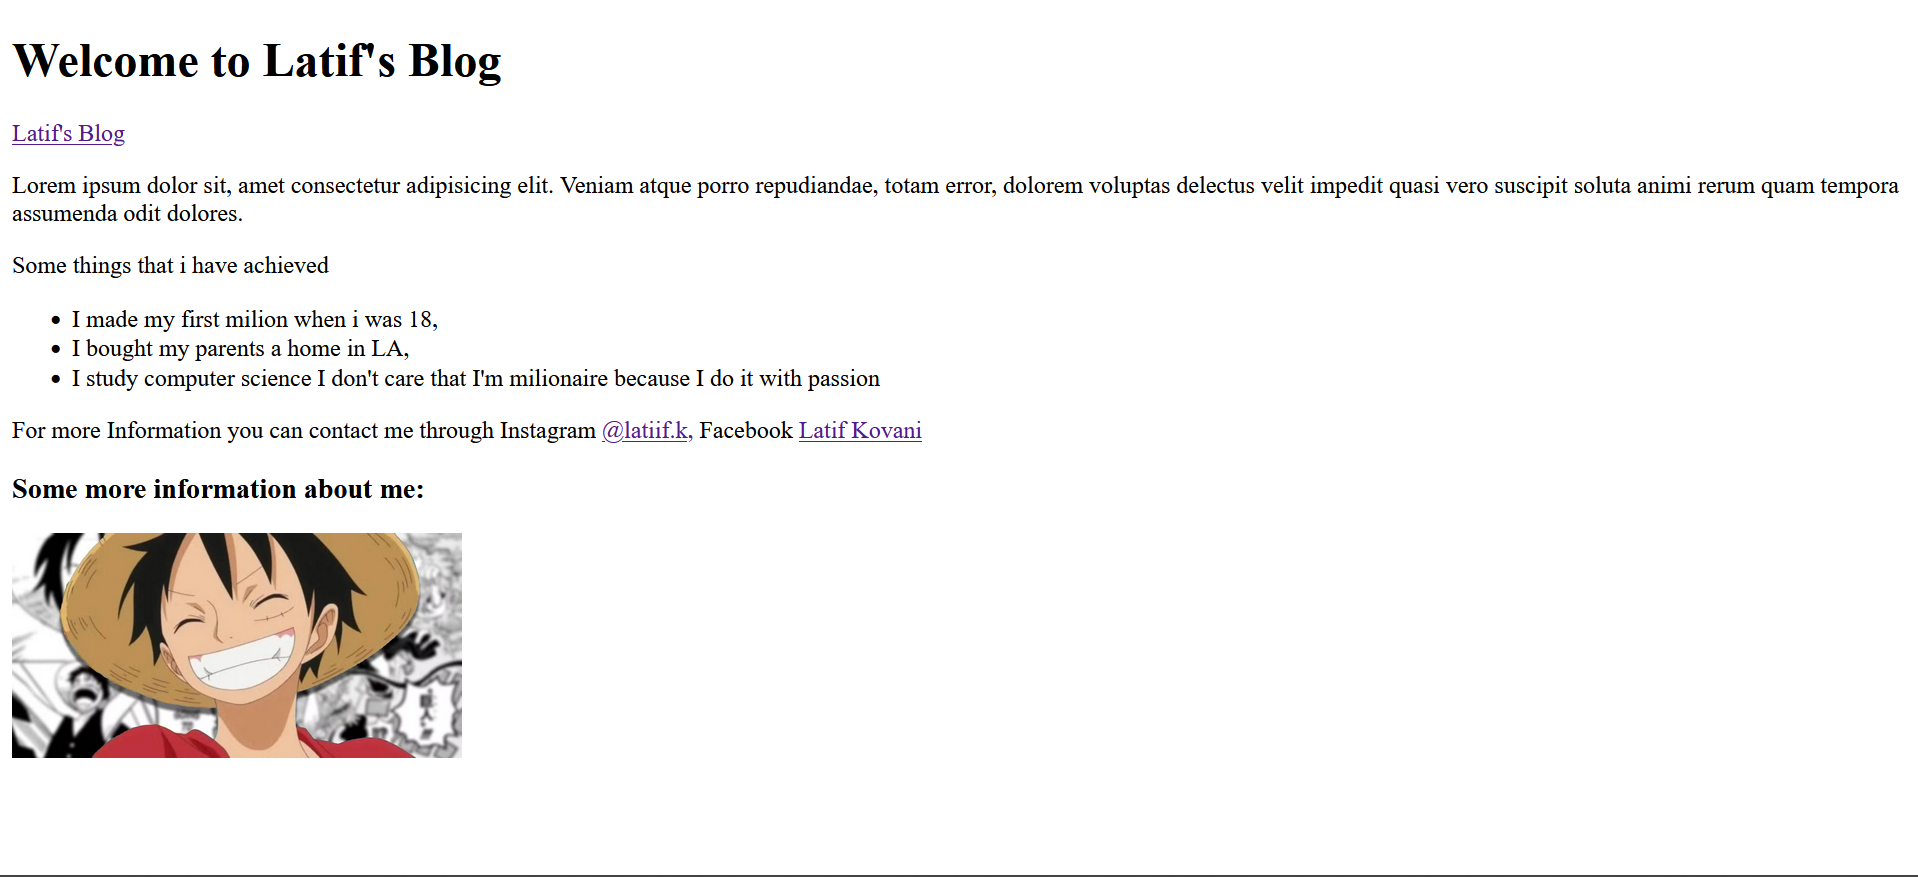 Welcome to Latif's Blog
Latif's Blog
Lorem ipsum dolor sit, amet consectetur adipisicing elit. Veniam atque porro repudiandae, totam error, dolorem voluptas delectus velit impedit quasi vero suscipit soluta animi rerum quam tempora
assumenda odit dolores.
Some things that i have achieved
I made my first milion when i was 18,
I bought my parents a home in LA,
I study computer science I don't care that I'm milionaire because I do it with passion
For more Information you can contact me through Instagram @latiif.k, Facebook Latif Kovani
Some more information about me: